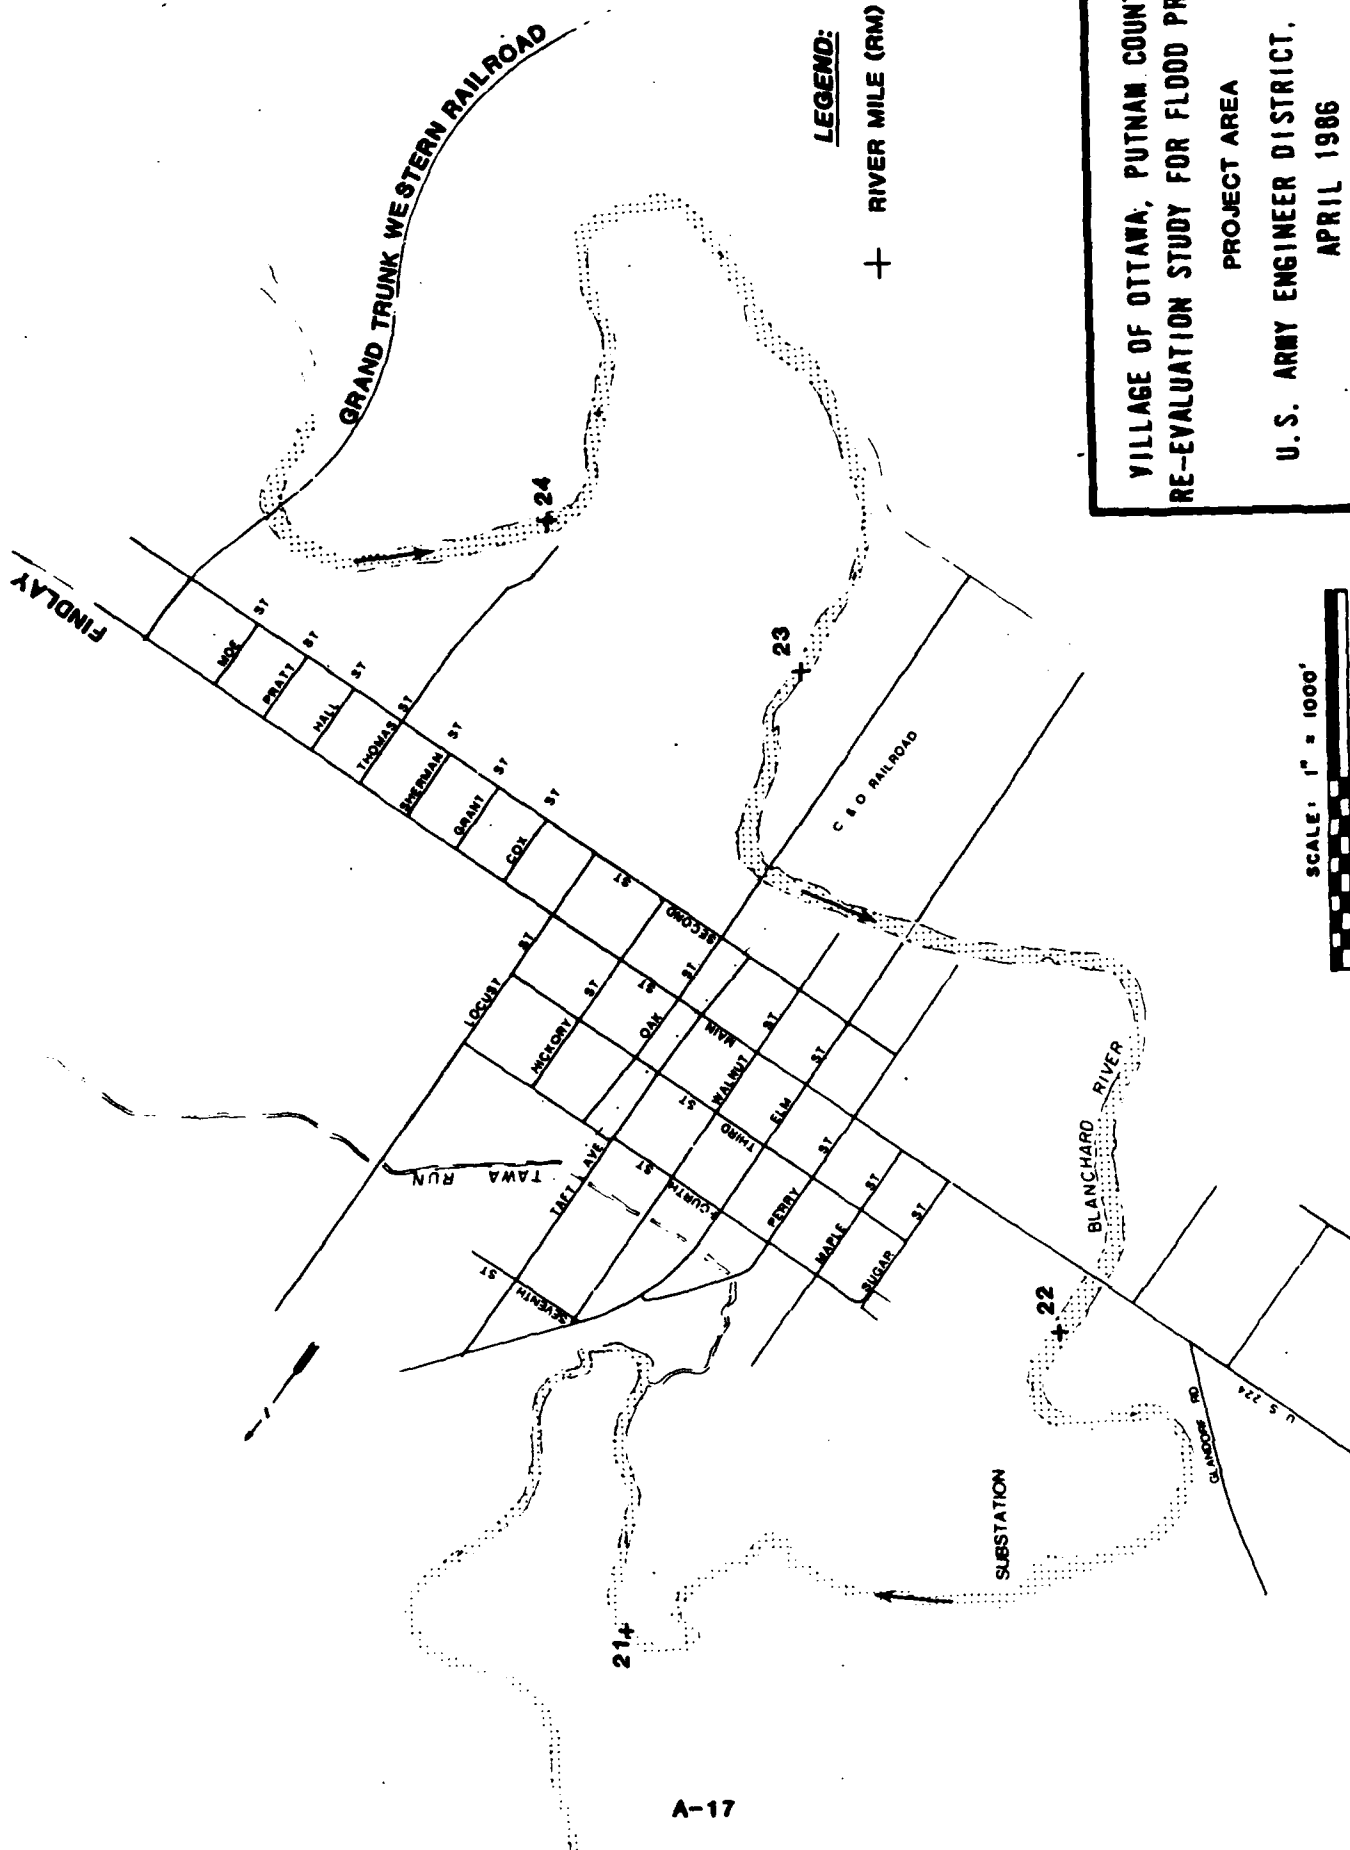 FINDLAY
GRAND TRUNK WESTERN RAILROAD
LEGEND:
+ RIVER MILE (RM)
MOE ST
PRATT ST
HALL ST
THOMAS ST
SHERMAN ST
GRANT ST
COX ST
LOCUST ST
HICKORY ST
OAK ST
WALNUT ST
ELM ST
PERRY ST
MAPLE ST
SUGAR ST
SECOND ST
MAIN ST
THIRD ST
FOURTH ST
SEVENTH ST
TAFT AVE
TAWA RUN
C & O RAILROAD
BLANCHARD RIVER
24
23
22
21
SUBSTATION
GLANDORF RD
U S 224
SCALE: 1" = 1000'
VILLAGE OF OTTAWA, PUTNAM COUN
RE-EVALUATION STUDY FOR FLOOD PR
PROJECT AREA
U.S. ARMY ENGINEER DISTRICT,
APRIL 1986
A-17